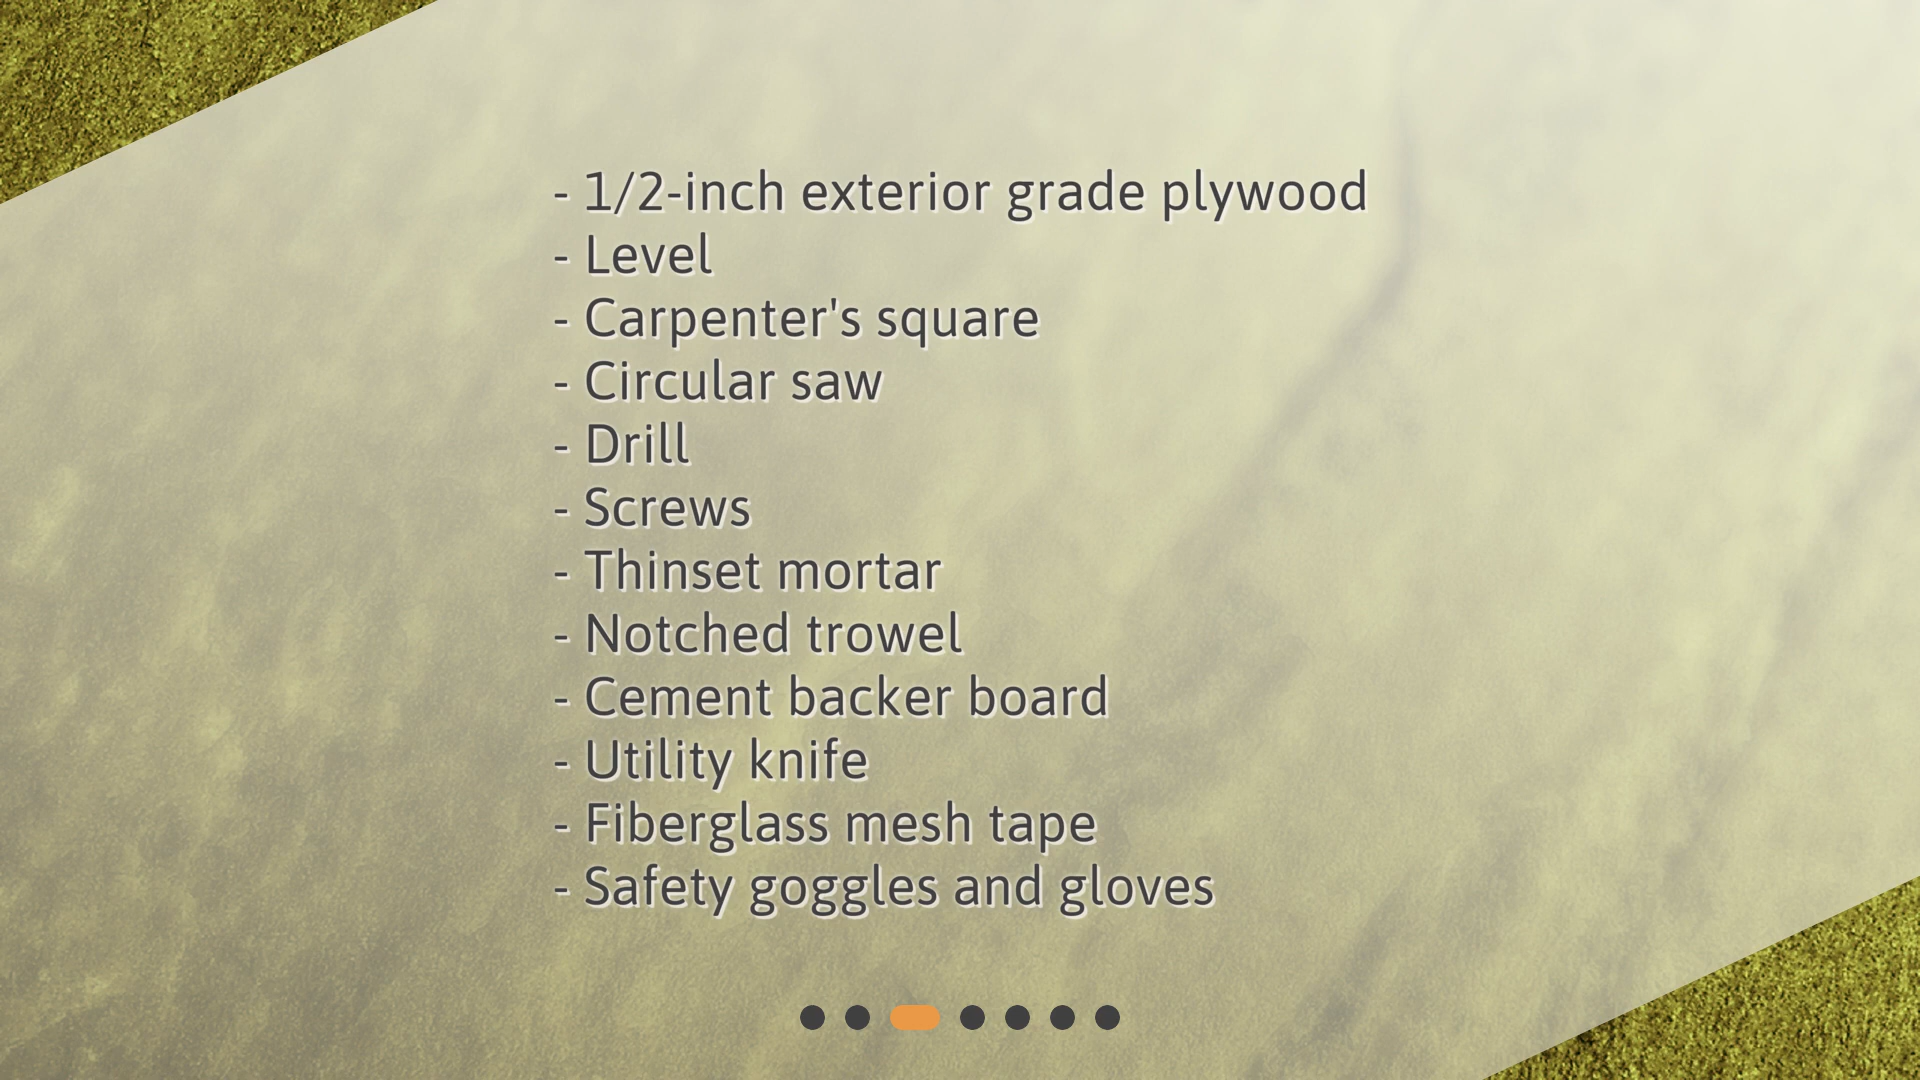 - 1/2-inch exterior grade plywood
- Level
- Carpenter's square
- Circular saw
- Drill
- Screws
- Thinset mortar
- Notched trowel
- Cement backer board
- Utility knife
- Fiberglass mesh tape
- Safety goggles and gloves